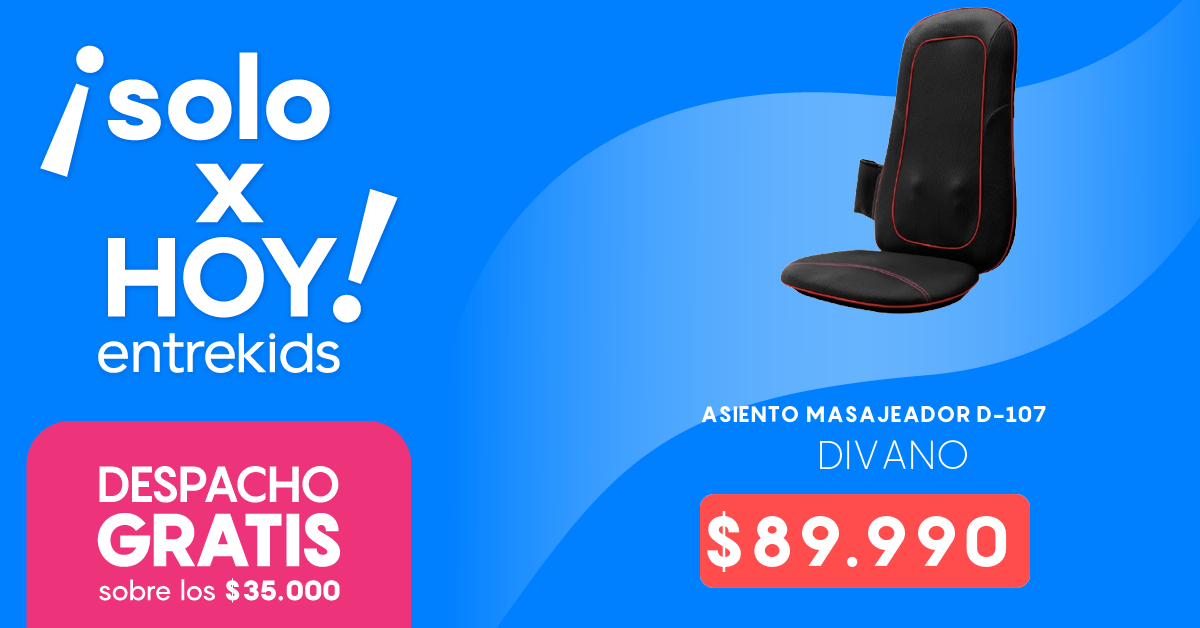 ¡solo
x
HOY!
entrekids
DESPACHO
GRATIS
sobre los $35.000
ASIENTO MASAJEADOR D-107
DIVANO
$89.990